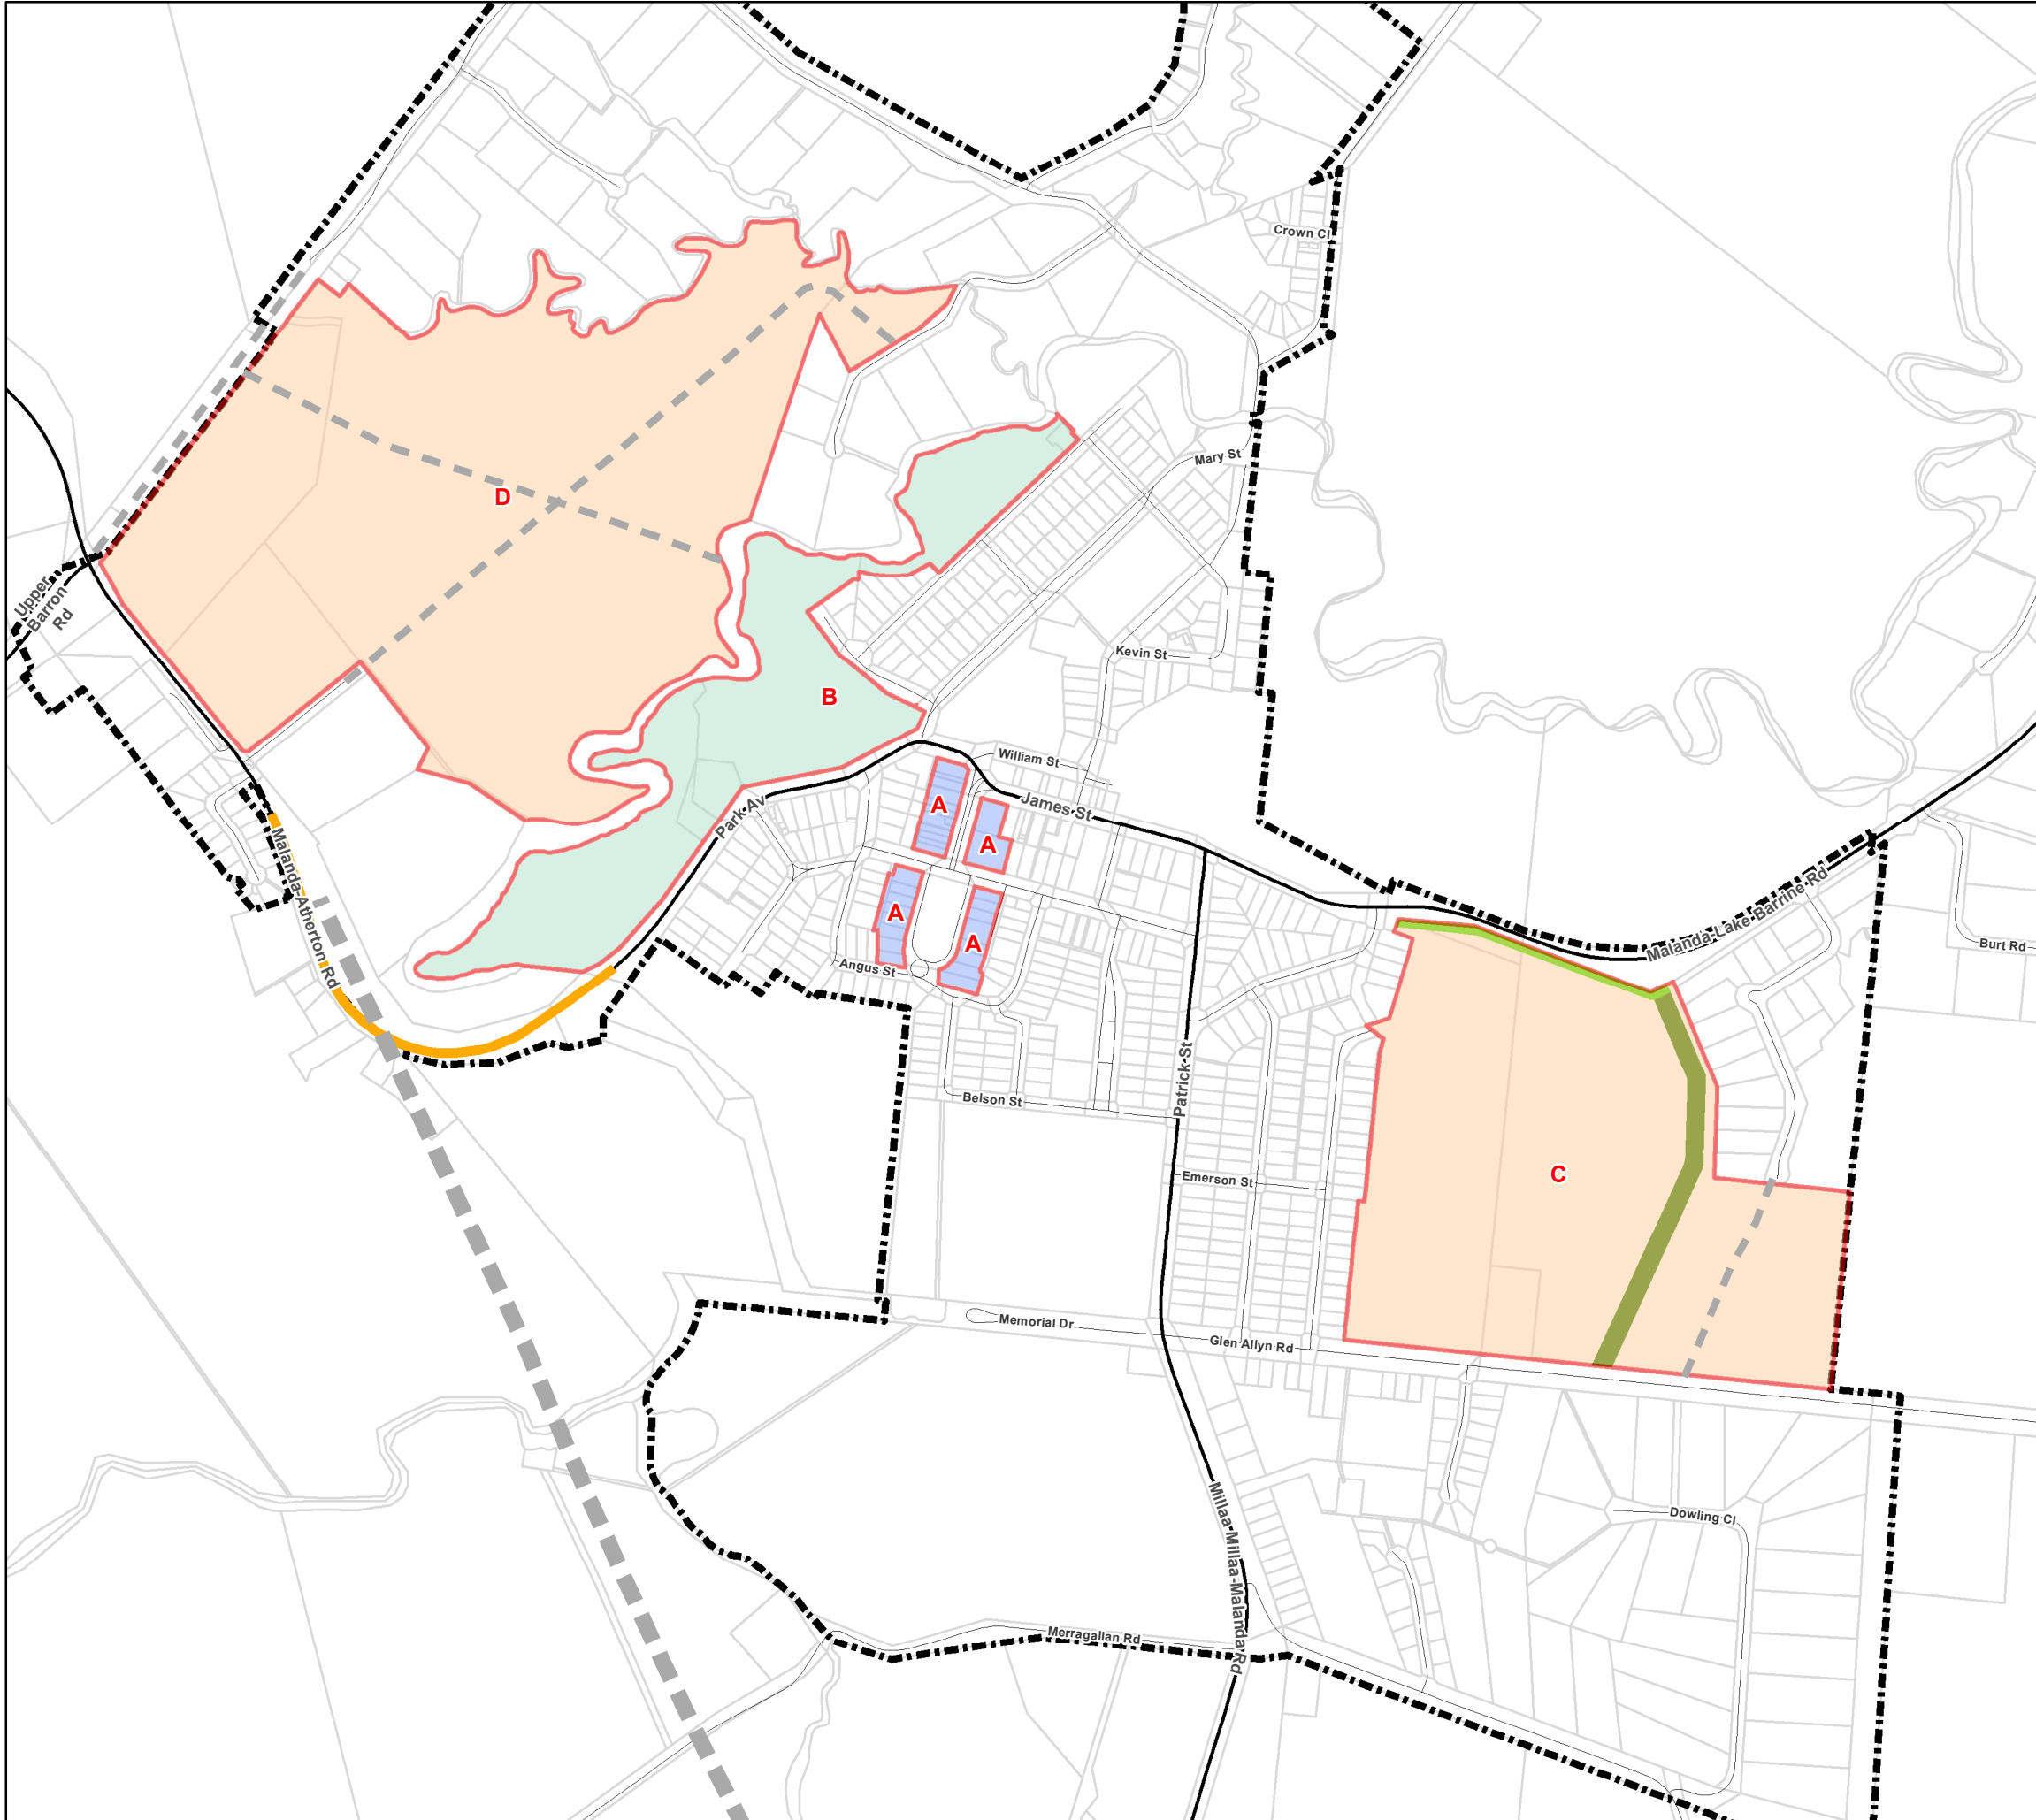 Crown Cl
Mary St
D
Upper
Barron
Rd
Kevin St
B
William St
James St
A
A
Park Av
Malanda-Atherton Rd
A
A
Angus St
Malanda-Lake Barrine Rd
Burt Rd
Patrick St
Belson St
Emerson St
C
Memorial Dr
Glen Allyn Rd
Millaa-Millaa-Malanda Rd
Dowling Cl
Merragallan Rd